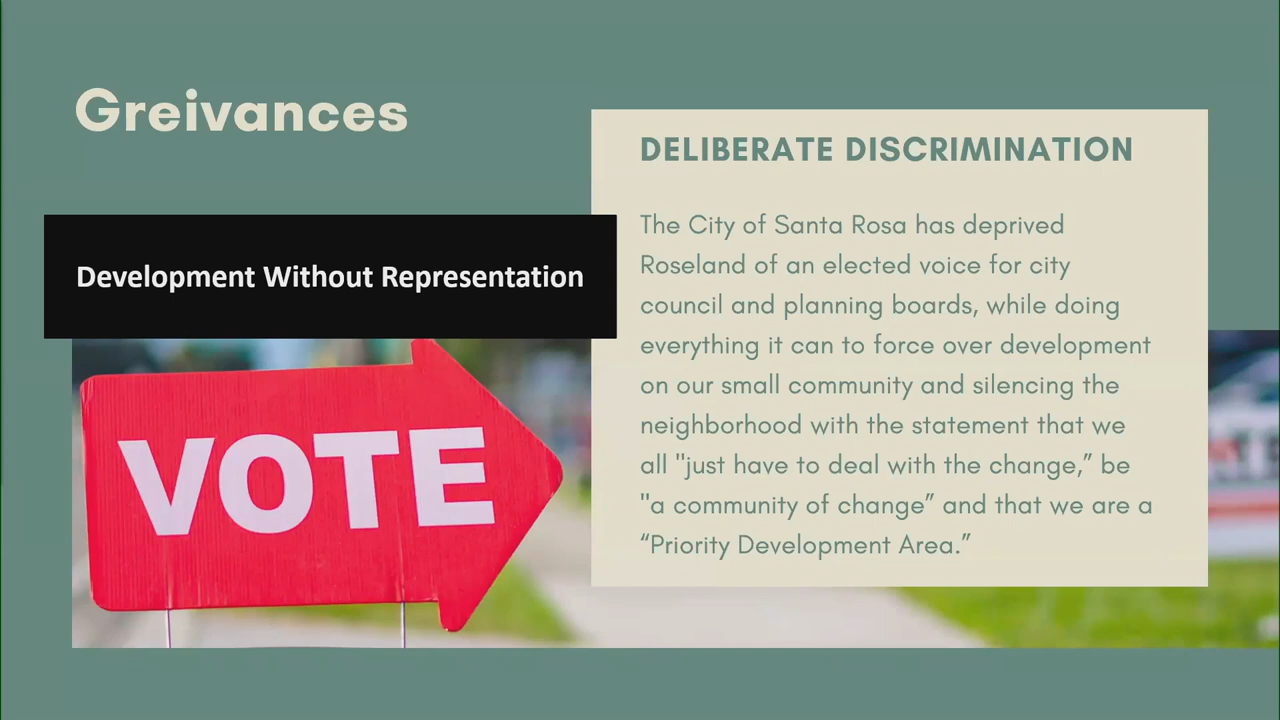 Greivances
Development Without Representation
VOTE
DELIBERATE DISCRIMINATION
The City of Santa Rosa has deprived
Roseland of an elected voice for city
council and planning boards, while doing
everything it can to force over development
on our small community and silencing the
neighborhood with the statement that we
all "just have to deal with the change,” be
"a community of change” and that we are a
“Priority Development Area.”